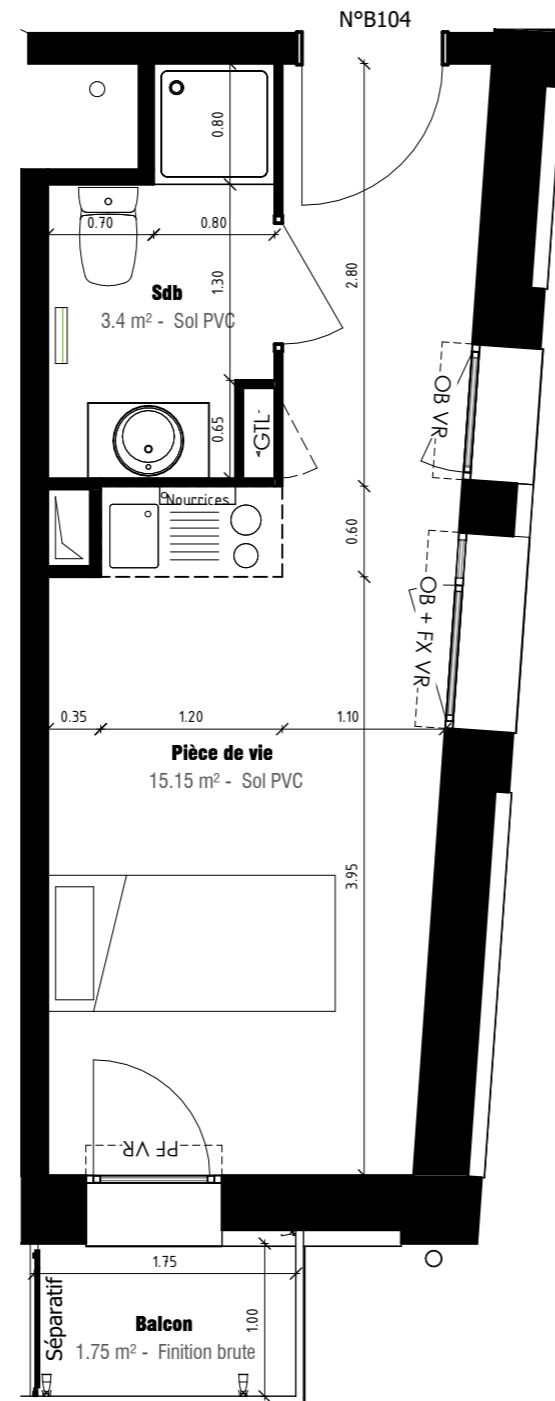 N°B104
0.80
0.70
0.80
1.30
2.80
Sdb
3.4 m² - Sol PVC
OB VR
0.65
GTL
Nourrices
0.60
OB + FX VR
0.35
1.20
1.10
Pièce de vie
15.15 m² - Sol PVC
3.95
PF VR
1.75
Séparatif
1.00
Balcon
1.75 m² - Finition brute